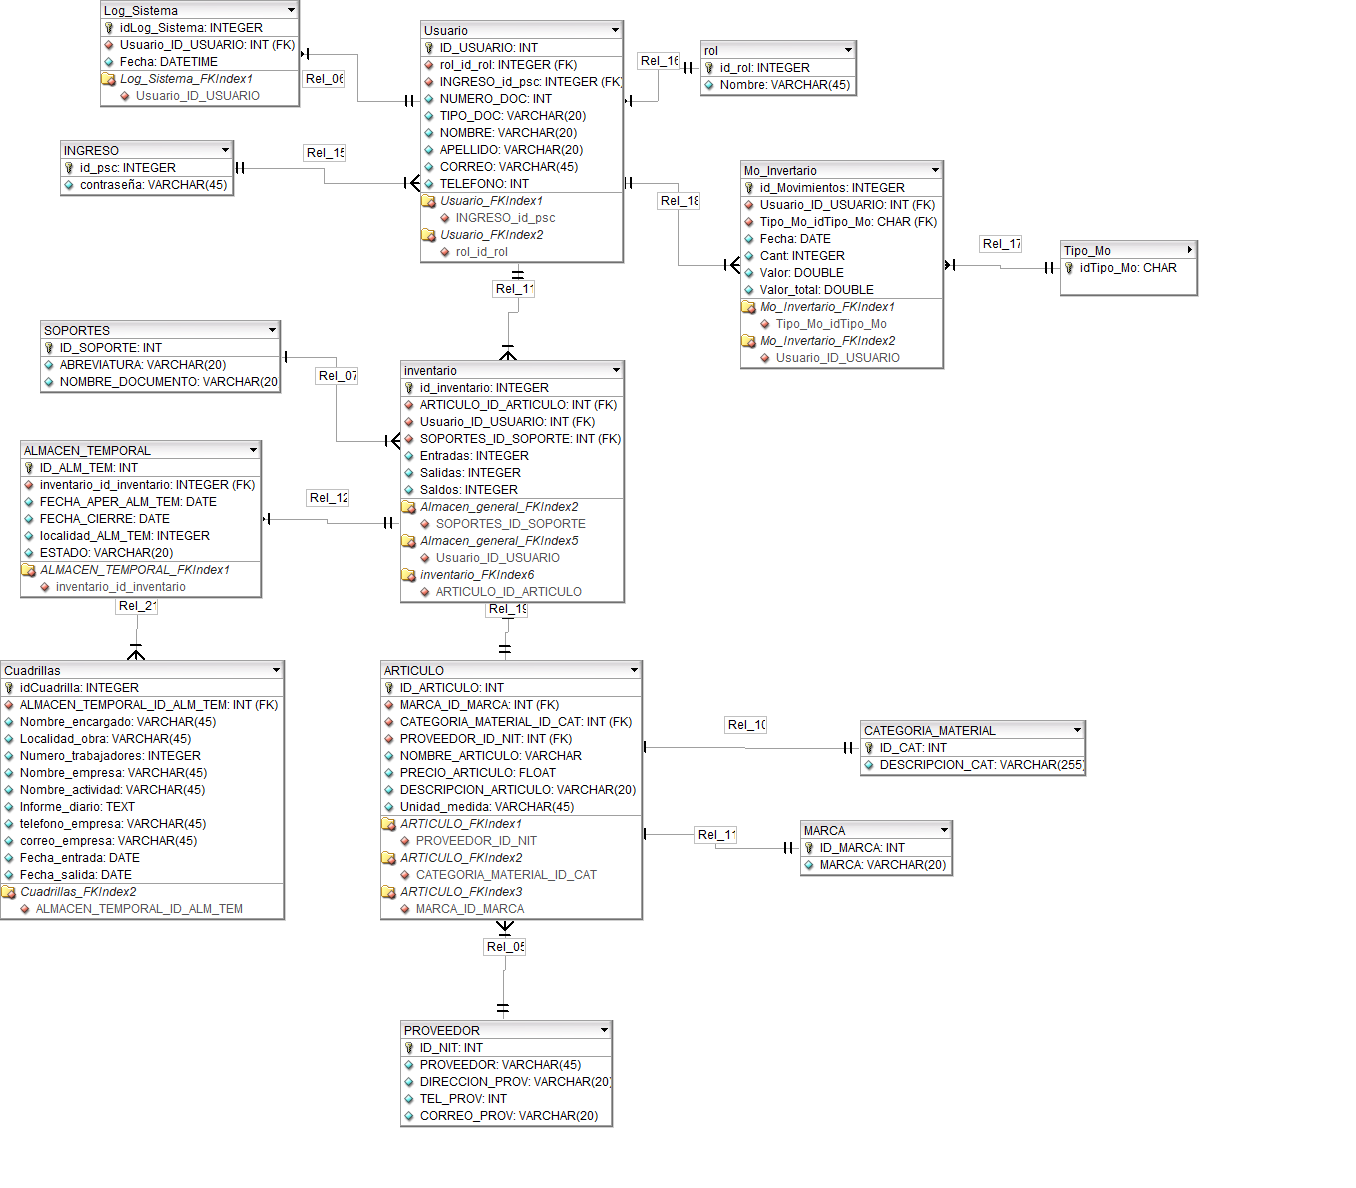 Log_Sistema
idLog_Sistema: INTEGER
Usuario_ID_USUARIO: INT (FK)
Fecha: DATETIME
Log_Sistema_FKIndex1
Usuario_ID_USUARIO
Rel_06
Usuario
ID_USUARIO: INT
rol_id_rol: INTEGER (FK)
INGRESO_id_psc: INTEGER (FK)
NUMERO_DOC: INT
TIPO_DOC: VARCHAR(20)
NOMBRE: VARCHAR(20)
APELLIDO: VARCHAR(20)
CORREO: VARCHAR(45)
TELEFONO: INT
Usuario_FKIndex1
INGRESO_id_psc
Usuario_FKIndex2
rol_id_rol
Rel_16
rol
id_rol: INTEGER
Nombre: VARCHAR(45)
INGRESO
id_psc: INTEGER
contraseña: VARCHAR(45)
Rel_15
Rel_18
Mo_Invertario
id_Movimientos: INTEGER
Usuario_ID_USUARIO: INT (FK)
Tipo_Mo_idTipo_Mo: CHAR (FK)
Fecha: DATE
Cant: INTEGER
Valor: DOUBLE
Valor_total: DOUBLE
Mo_Invertario_FKIndex1
Tipo_Mo_idTipo_Mo
Mo_Invertario_FKIndex2
Usuario_ID_USUARIO
Rel_17
Tipo_Mo
idTipo_Mo: CHAR
Rel_11
SOPORTES
ID_SOPORTE: INT
ABREVIATURA: VARCHAR(20)
NOMBRE_DOCUMENTO: VARCHAR(20
Rel_07
inventario
id_inventario: INTEGER
ARTICULO_ID_ARTICULO: INT (FK)
Usuario_ID_USUARIO: INT (FK)
SOPORTES_ID_SOPORTE: INT (FK)
Entradas: INTEGER
Salidas: INTEGER
Saldos: INTEGER
Almacen_general_FKIndex2
SOPORTES_ID_SOPORTE
Almacen_general_FKIndex5
Usuario_ID_USUARIO
inventario_FKIndex6
ARTICULO_ID_ARTICULO
ALMACEN_TEMPORAL
ID_ALM_TEM: INT
inventario_id_inventario: INTEGER (FK)
FECHA_APER_ALM_TEM: DATE
FECHA_CIERRE: DATE
localidad_ALM_TEM: INTEGER
ESTADO: VARCHAR(20)
ALMACEN_TEMPORAL_FKIndex1
inventario_id_inventario
Rel_12
Rel_21
Rel_19
Cuadrillas
idCuadrilla: INTEGER
ALMACEN_TEMPORAL_ID_ALM_TEM: INT (FK)
Nombre_encargado: VARCHAR(45)
Localidad_obra: VARCHAR(45)
Numero_trabajadores: INTEGER
Nombre_empresa: VARCHAR(45)
Nombre_actividad: VARCHAR(45)
Informe_diario: TEXT
telefono_empresa: VARCHAR(45)
correo_empresa: VARCHAR(45)
Fecha_entrada: DATE
Fecha_salida: DATE
Cuadrillas_FKIndex2
ALMACEN_TEMPORAL_ID_ALM_TEM
ARTICULO
ID_ARTICULO: INT
MARCA_ID_MARCA: INT (FK)
CATEGORIA_MATERIAL_ID_CAT: INT (FK)
PROVEEDOR_ID_NIT: INT (FK)
NOMBRE_ARTICULO: VARCHAR
PRECIO_ARTICULO: FLOAT
DESCRIPCION_ARTICULO: VARCHAR(20)
Unidad_medida: VARCHAR(45)
ARTICULO_FKIndex1
PROVEEDOR_ID_NIT
ARTICULO_FKIndex2
CATEGORIA_MATERIAL_ID_CAT
ARTICULO_FKIndex3
MARCA_ID_MARCA
Rel_10
CATEGORIA_MATERIAL
ID_CAT: INT
DESCRIPCION_CAT: VARCHAR(255)
Rel_11
MARCA
ID_MARCA: INT
MARCA: VARCHAR(20)
Rel_05
PROVEEDOR
ID_NIT: INT
PROVEEDOR: VARCHAR(45)
DIRECCION_PROV: VARCHAR(20)
TEL_PROV: INT
CORREO_PROV: VARCHAR(20)